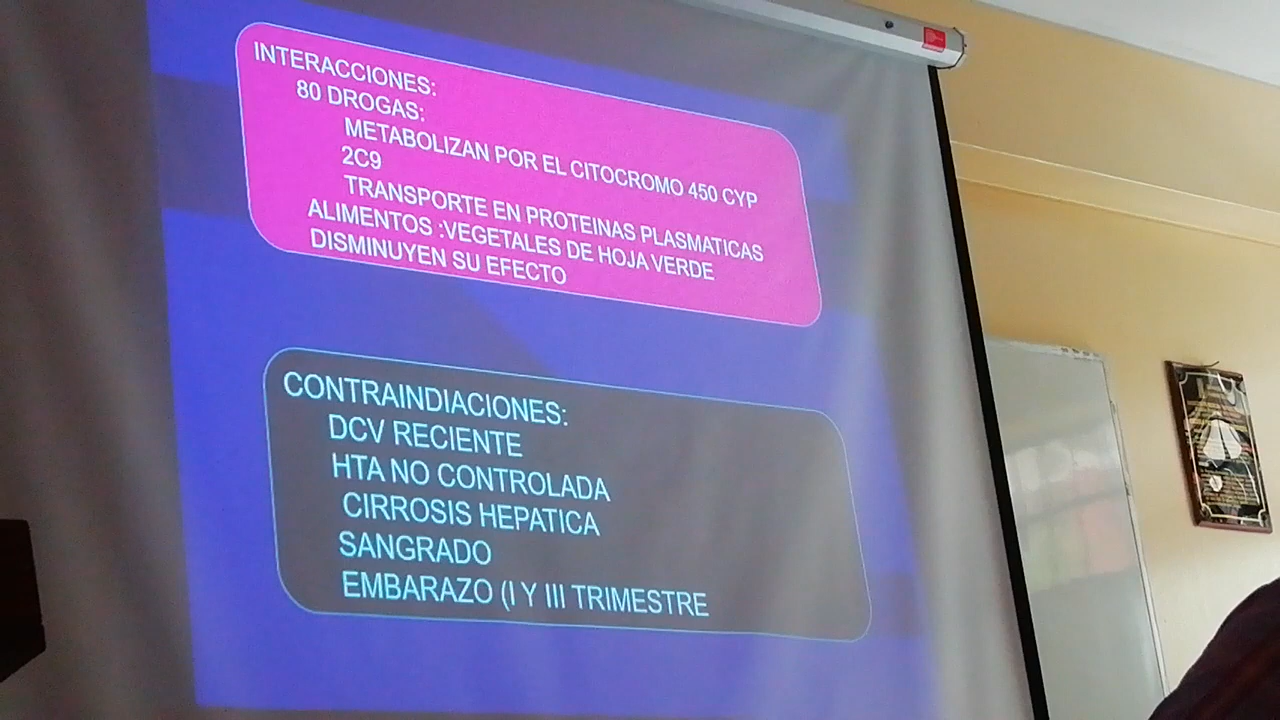 INTERACCIONES:
80 DROGAS:
METABOLIZAN POR EL CITOCROMO 450 CYP
2C9
TRANSPORTE EN PROTEINAS PLASMATICAS
ALIMENTOS :VEGETALES DE HOJA VERDE
DISMINUYEN SU EFECTO
CONTRAINDIACIONES:
DCV RECIENTE
HTA NO CONTROLADA
CIRROSIS HEPATICA
SANGRADO
EMBARAZO (I Y III TRIMESTRE